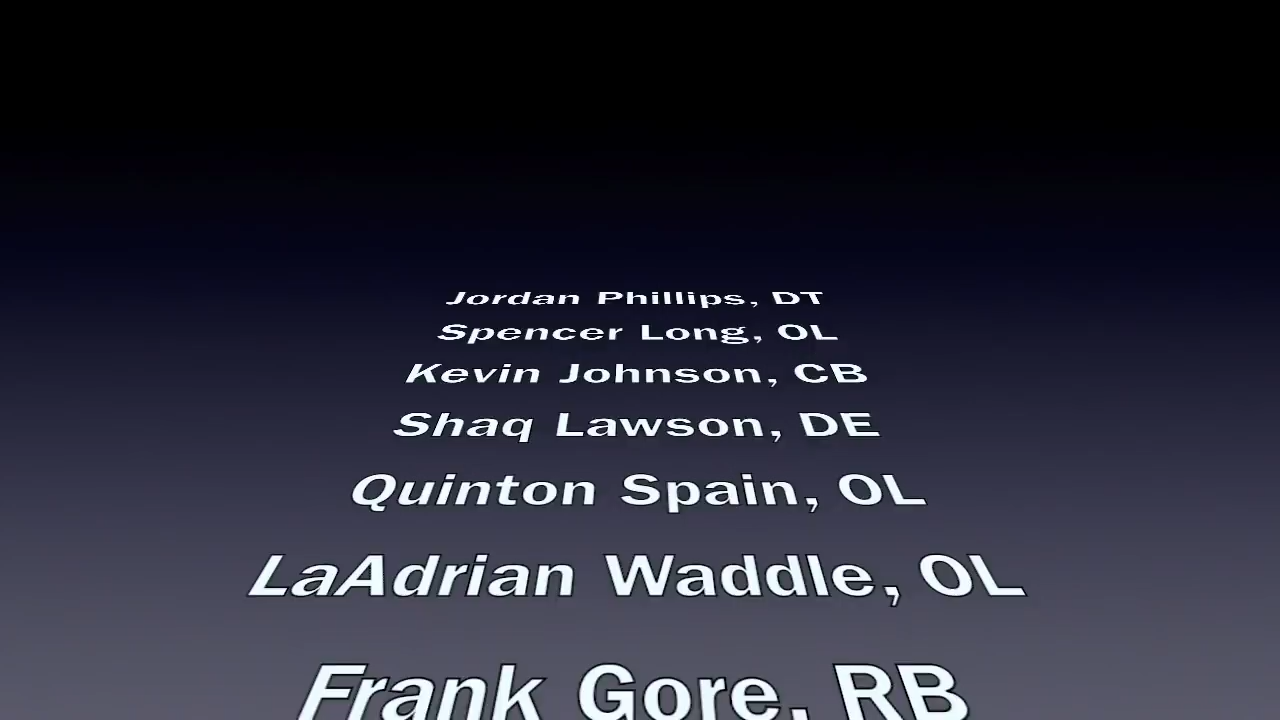 Jordan Phillips, DT
Spencer Long, OL
Kevin Johnson, CB
Shaq Lawson, DE
Quinton Spain, OL
LaAdrian Waddle, OL
Frank Gore, RB